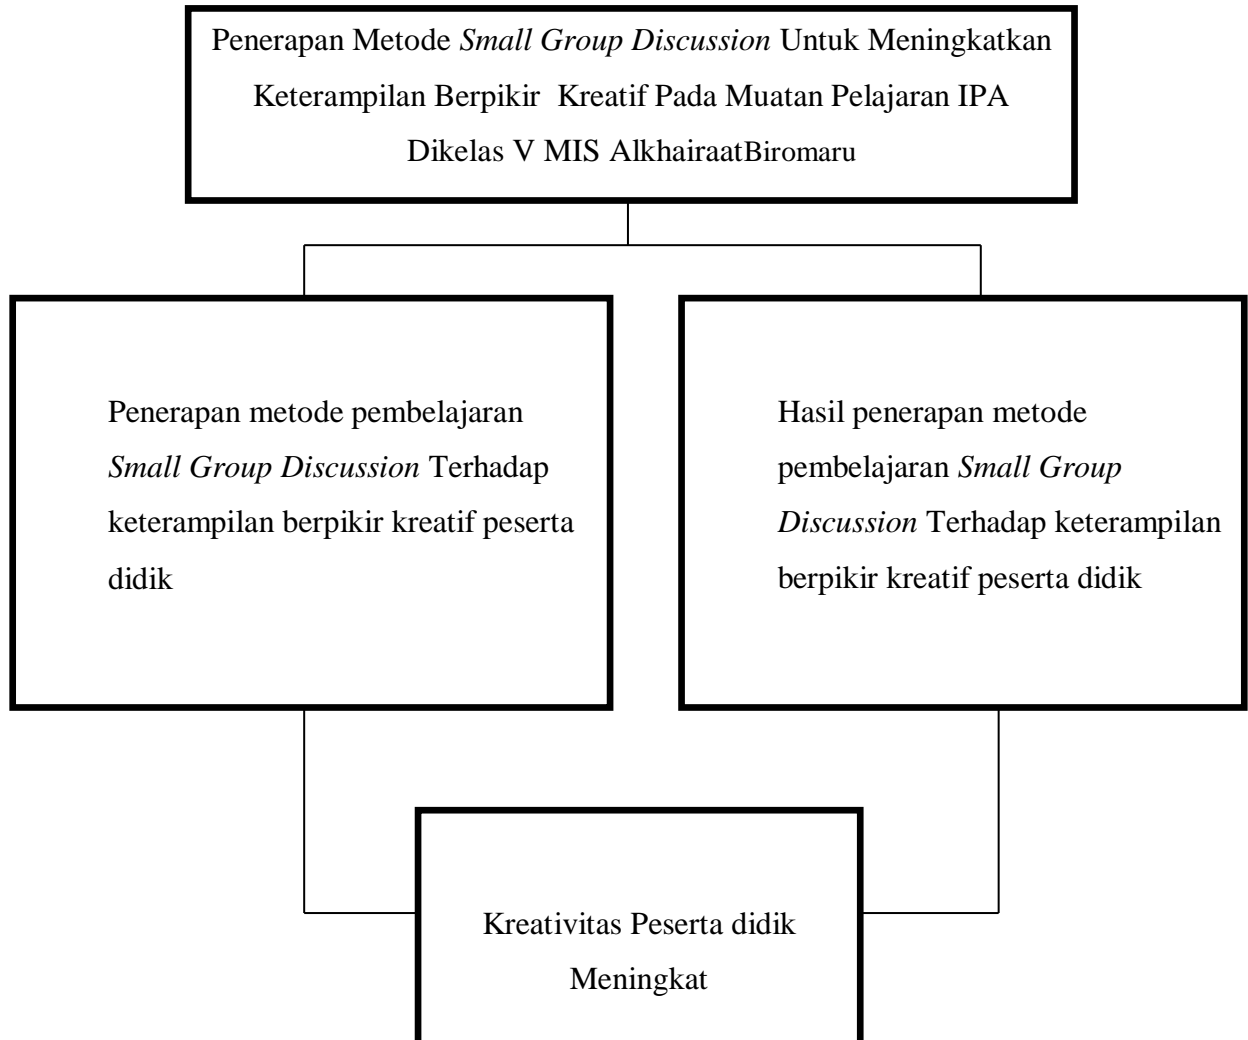 Penerapan Metode Small Group Discussion Untuk Meningkatkan
Keterampilan Berpikir Kreatif Pada Muatan Pelajaran IPA
Dikelas V MIS AlkhairaatBiromaru
Penerapan metode pembelajaran
Small Group Discussion Terhadap
keterampilan berpikir kreatif peserta
didik
Hasil penerapan metode
pembelajaran Small Group
Discussion Terhadap keterampilan
berpikir kreatif peserta didik
Kreativitas Peserta didik
Meningkat